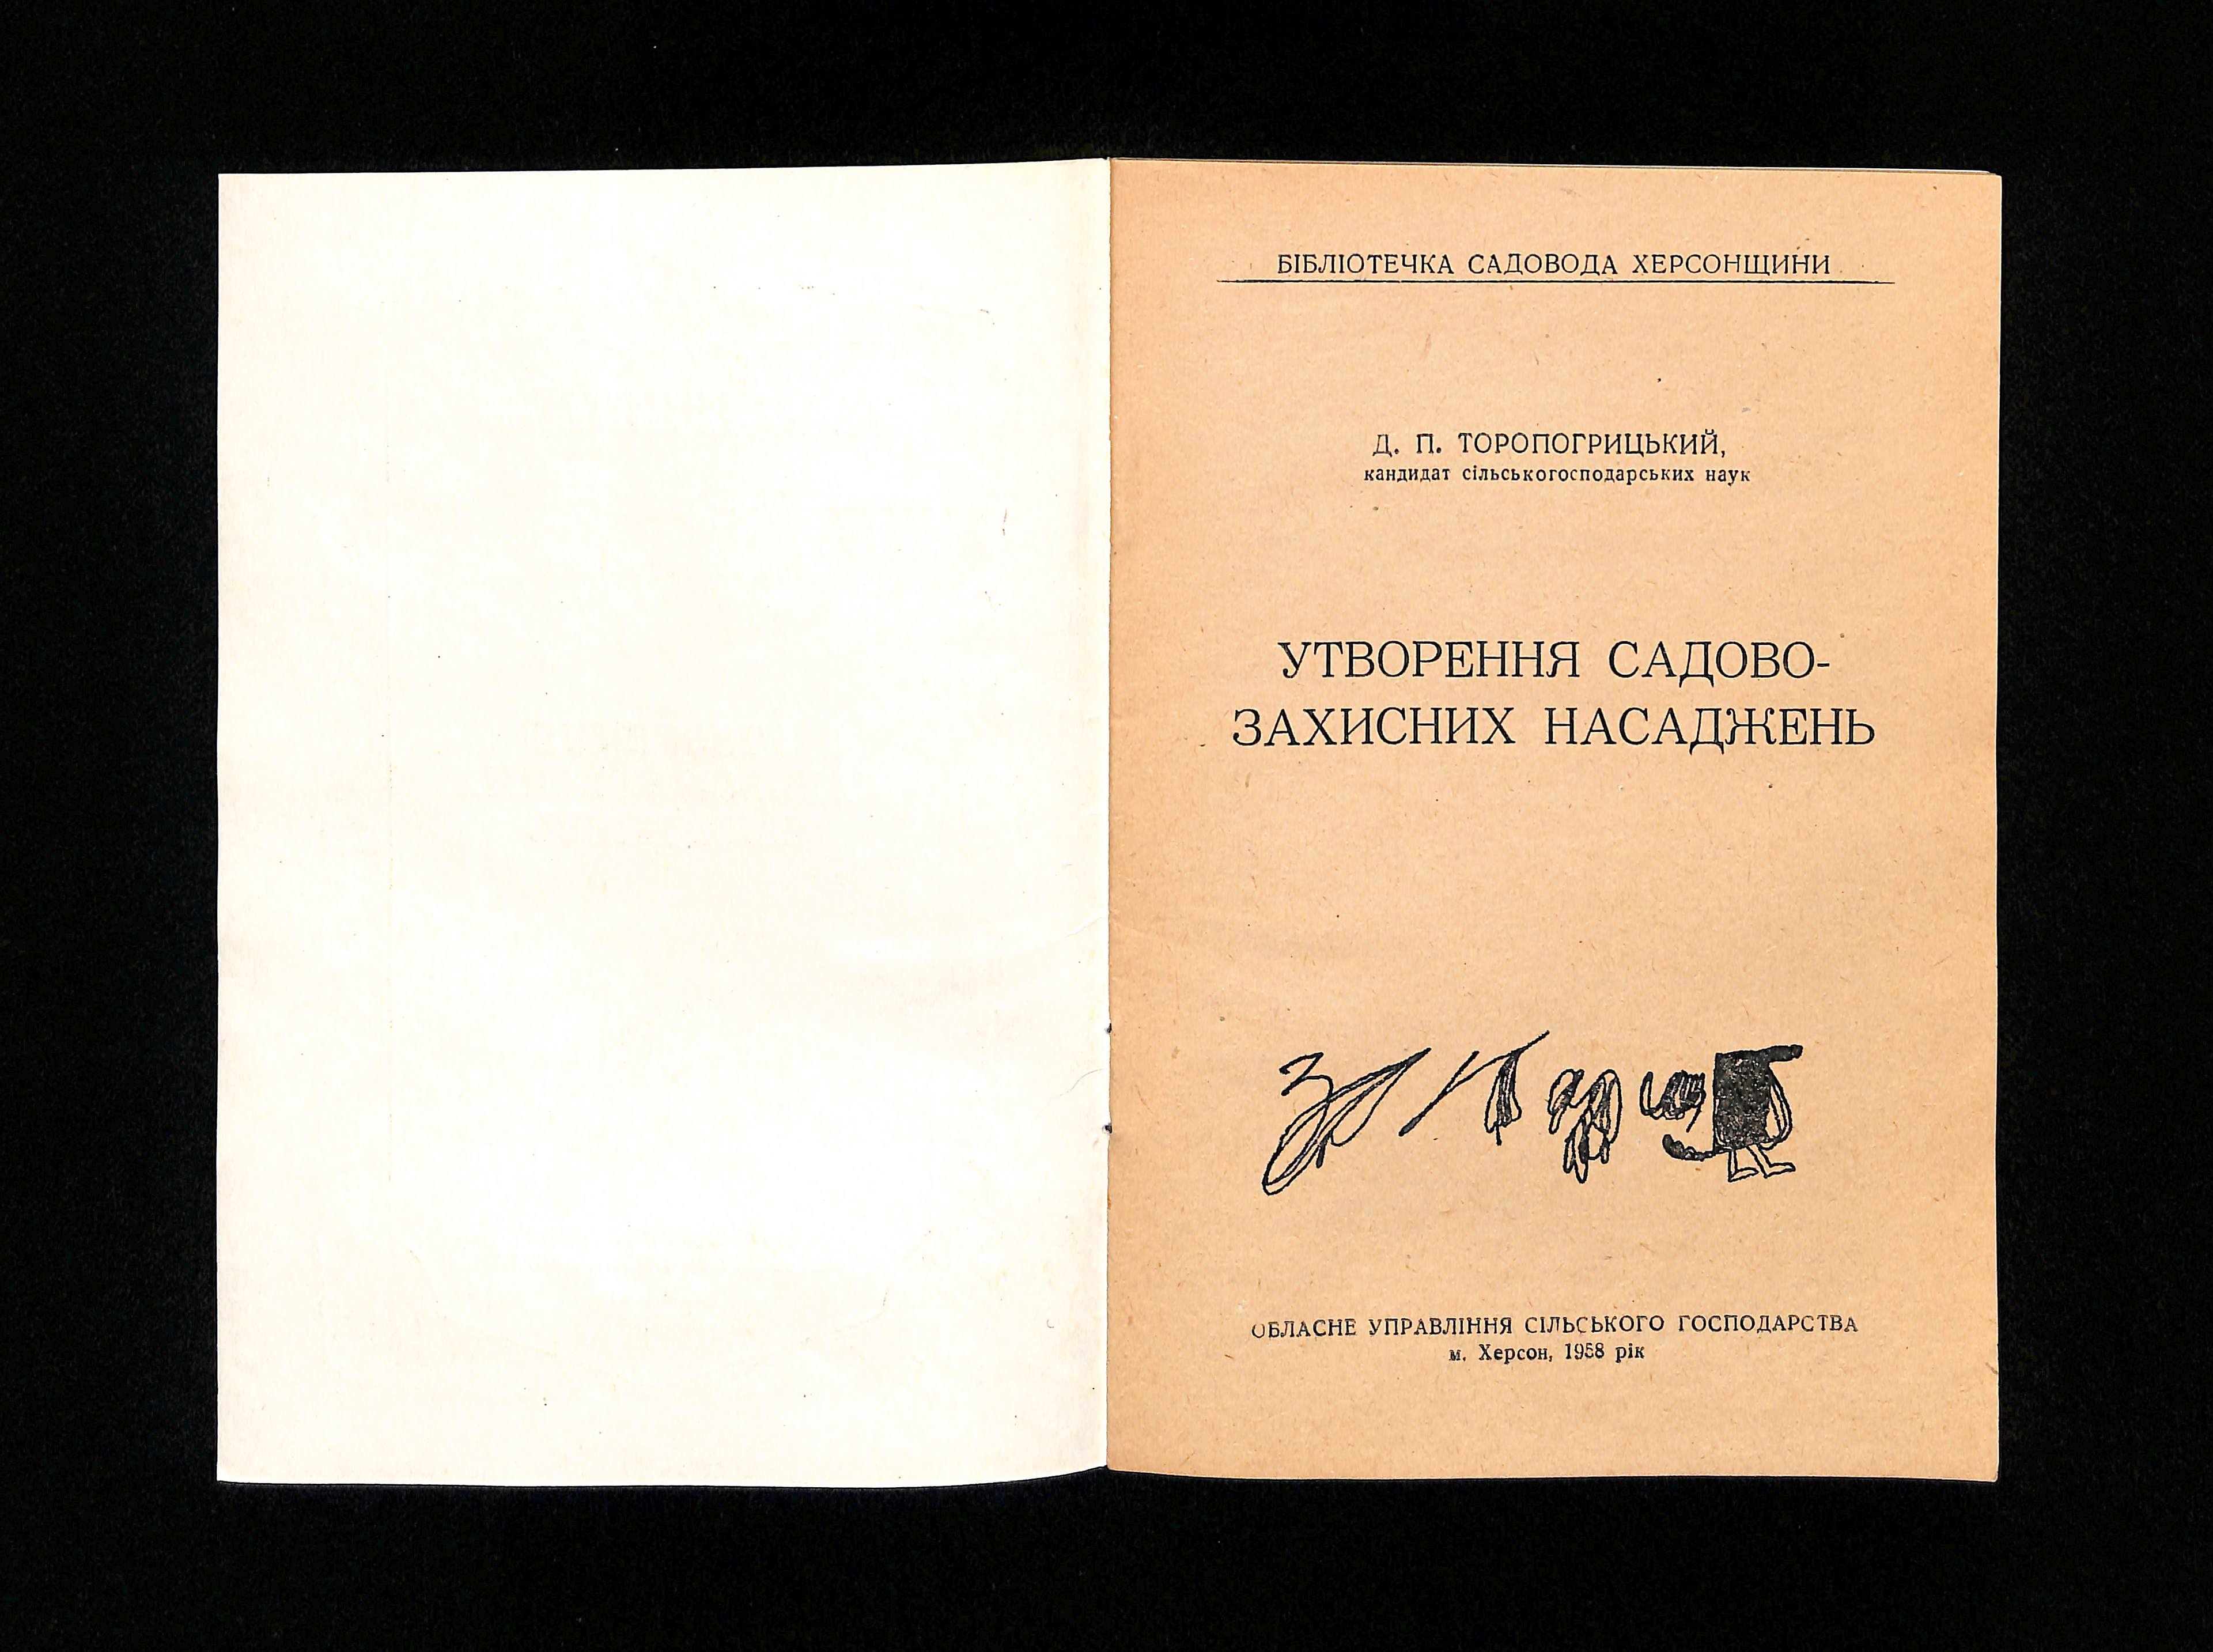 БІБЛІОТЕЧКА САДОВОДА ХЕРСОНЩИНИ
Д. П. ТОРОПОГРИЦЬКИЙ,
кандидат сільськогосподарських наук
УТВОРЕННЯ САДОВО-
ЗАХИСНИХ НАСАДЖЕНЬ
ОБЛАСНЕ УПРАВЛІННЯ СІЛЬСЬКОГО ГОСПОДАРСТВА
м. Херсон, 1958 рік